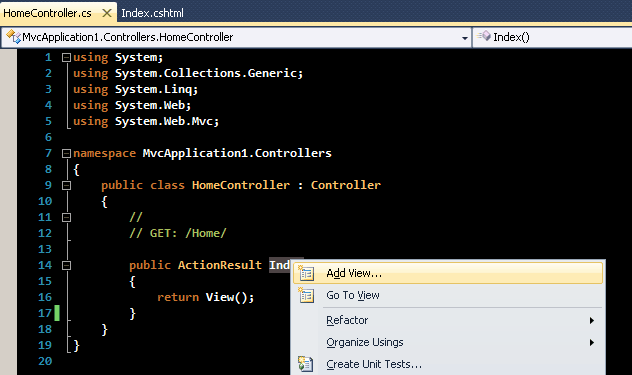 HomeController.cs Index.cshtml
MvcApplication1.Controllers.HomeController Index()
1 using System;
2 using System.Collections.Generic;
3 using System.Linq;
4 using System.Web;
5 using System.Web.Mvc;
6
7 namespace MvcApplication1.Controllers
8 {
9 public class HomeController : Controller
10 {
11 //
12 // GET: /Home/
13
14 public ActionResult Ind
15 {
16 return View();
17 }
18 }
19 }
20
Add View...
Go To View
Refactor
Organize Usings
Create Unit Tests...